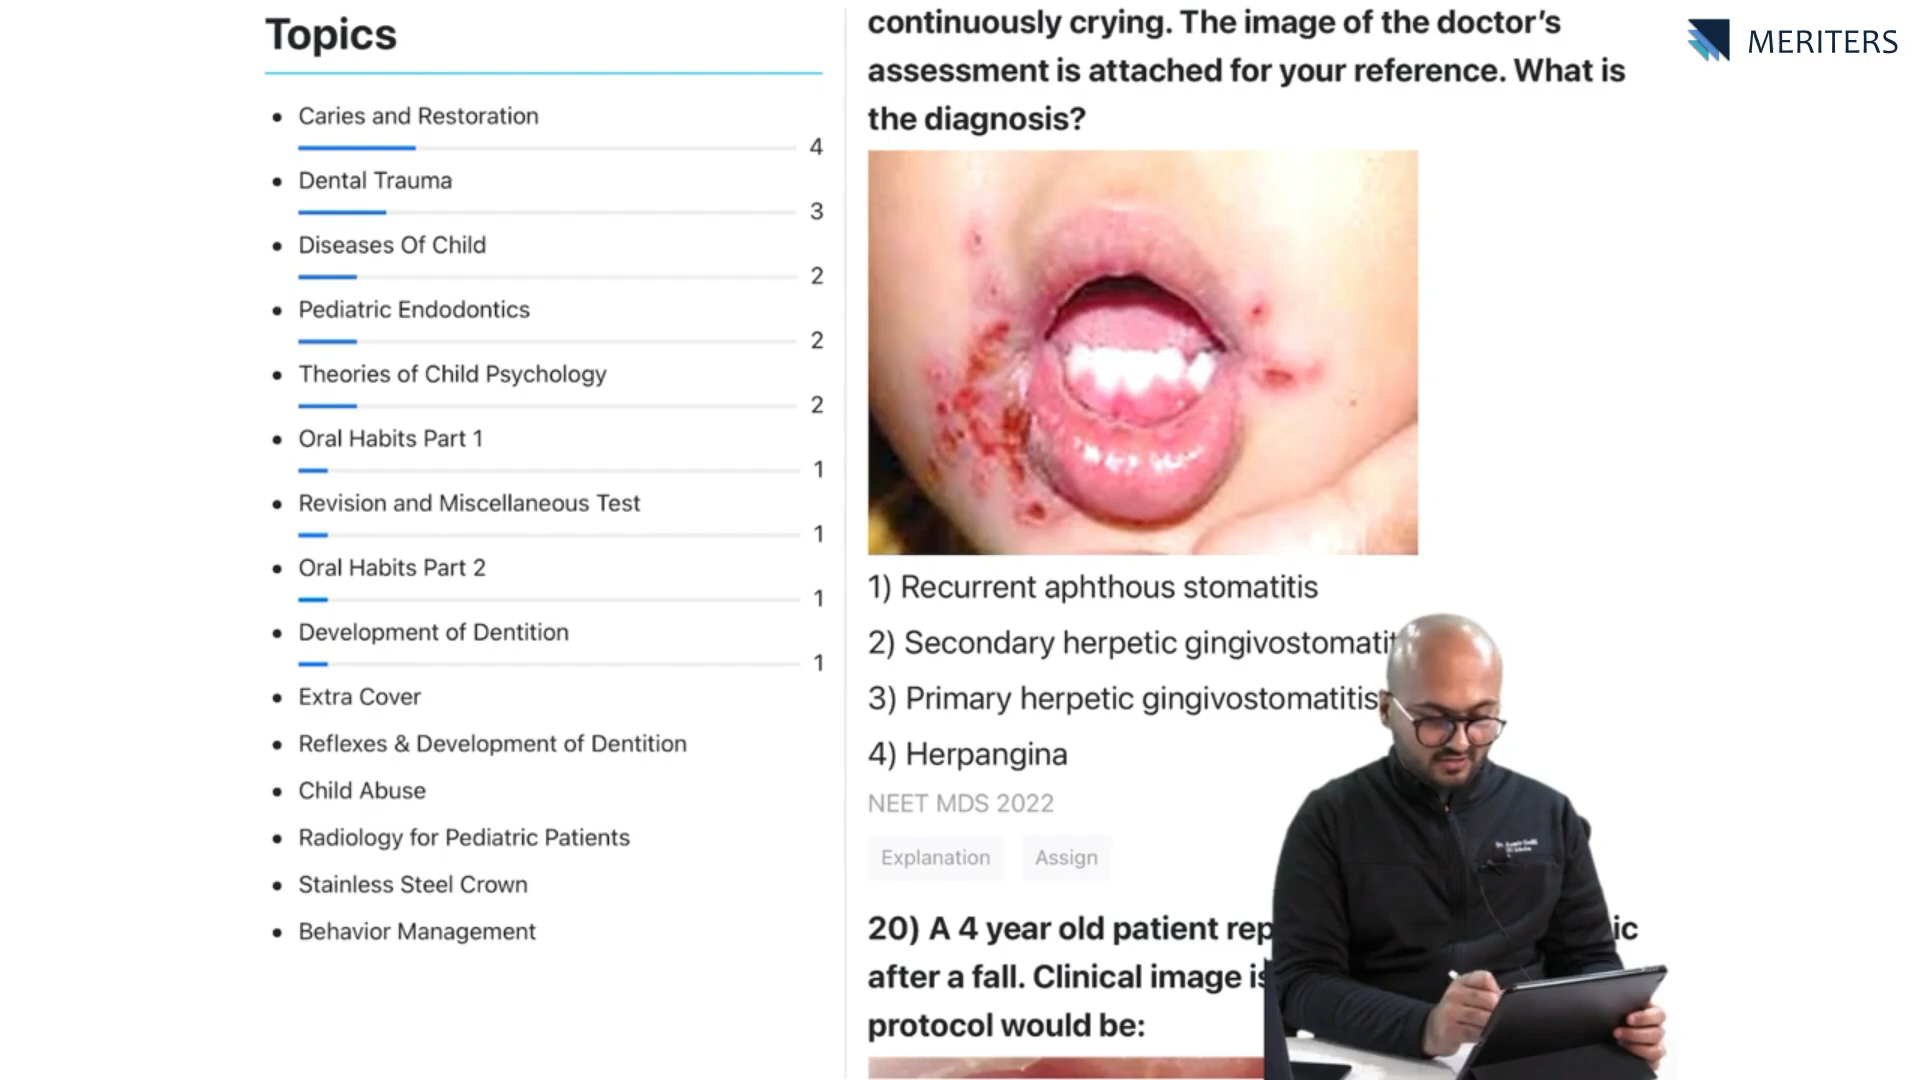 Topics
Caries and Restoration
4
Dental Trauma
3
Diseases Of Child
2
Pediatric Endodontics
2
Theories of Child Psychology
2
Oral Habits Part 1
1
Revision and Miscellaneous Test
1
Oral Habits Part 2
1
Development of Dentition
1
Extra Cover
Reflexes & Development of Dentition
Child Abuse
Radiology for Pediatric Patients
Stainless Steel Crown
Behavior Management
continuously crying. The image of the doctor’s
assessment is attached for your reference. What is
the diagnosis?
1) Recurrent aphthous stomatitis
2) Secondary herpetic gingivostomatit
3) Primary herpetic gingivostomatitis
4) Herpangina
NEET MDS 2022
Explanation
Assign
20) A 4 year old patient rep ic
after a fall. Clinical image is
protocol would be:
MERITERS